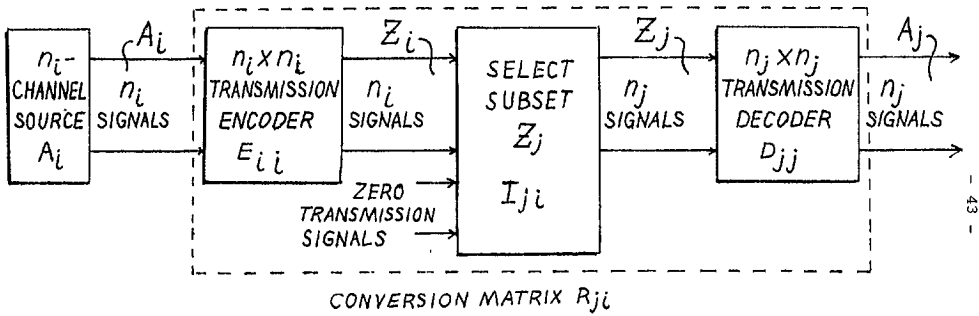 nᵢ-
CHANNEL
SOURCE
Aᵢ
Aᵢ
nᵢ
SIGNALS
nᵢ x nᵢ
TRANSMISSION
ENCODER
Eᵢᵢ
Zᵢ
nᵢ
SIGNALS
ZERO
TRANSMISSION
SIGNALS
SELECT
SUBSET
Zⱼ
Iⱼᵢ
Zⱼ
nⱼ
SIGNALS
nⱼ x nⱼ
TRANSMISSION
DECODER
Dⱼⱼ
Aⱼ
nⱼ
SIGNALS
- 43 -
CONVERSION MATRIX Rⱼᵢ